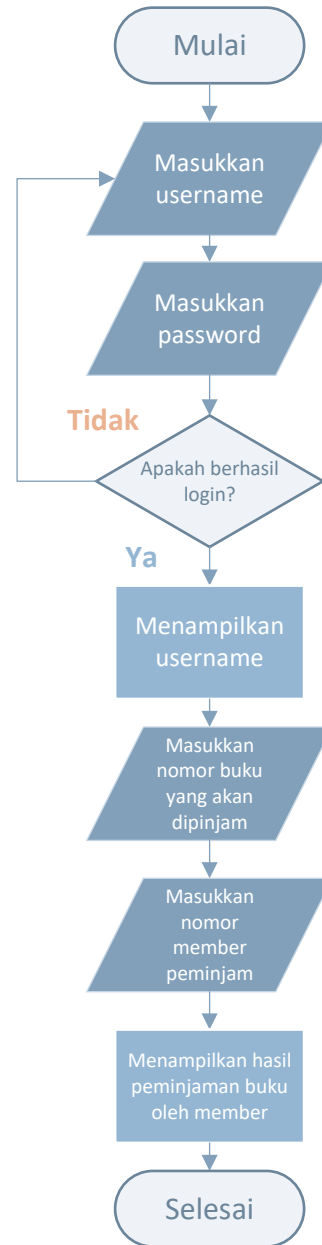 Mulai
Masukkan
username
Masukkan
password
Tidak
Apakah berhasil
login?
Ya
Menampilkan
username
Masukkan
nomor buku
yang akan
dipinjam
Masukkan
nomor
member
peminjam
Menampilkan hasil
peminjaman buku
oleh member
Selesai